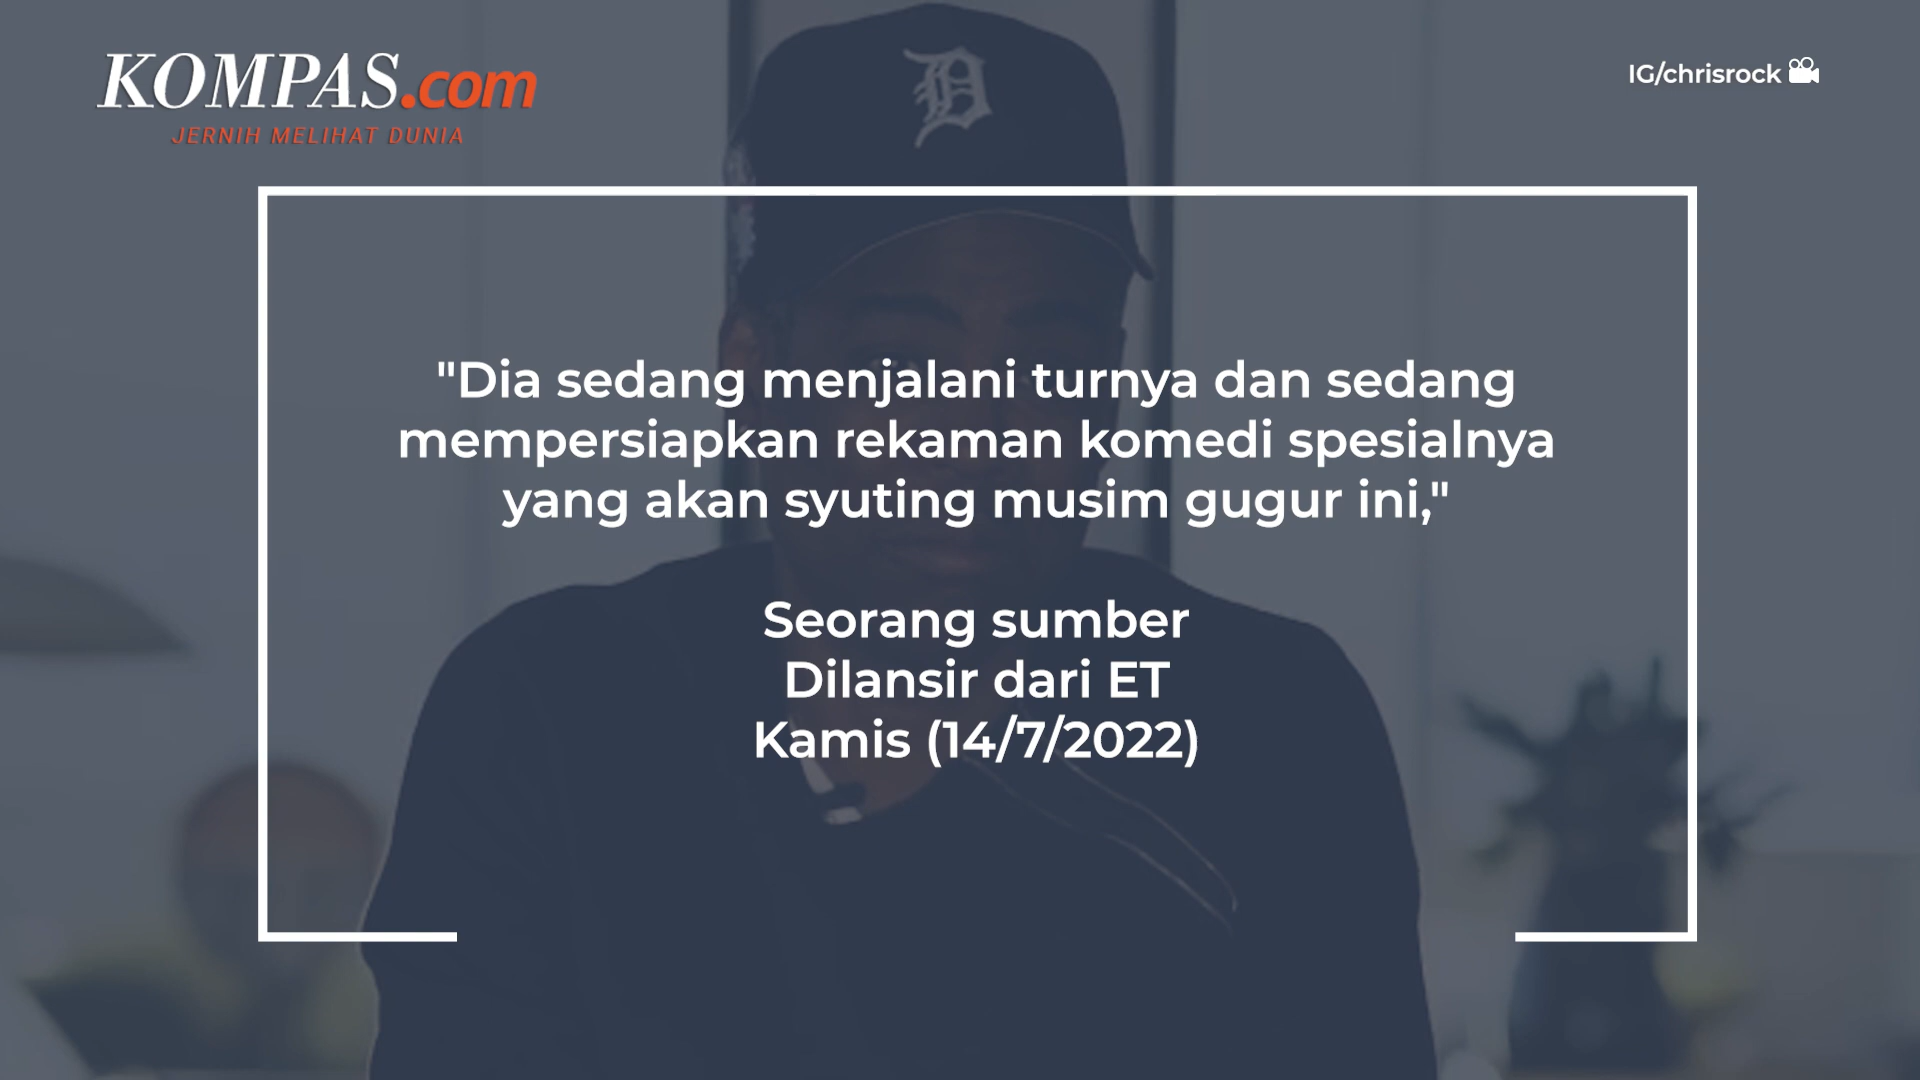 KOMPAS.com
JERNIH MELIHAT DUNIA
IG/chrisrock
"Dia sedang menjalani turnya dan sedang
mempersiapkan rekaman komedi spesialnya
yang akan syuting musim gugur ini,"
Seorang sumber
Dilansir dari ET
Kamis (14/7/2022)